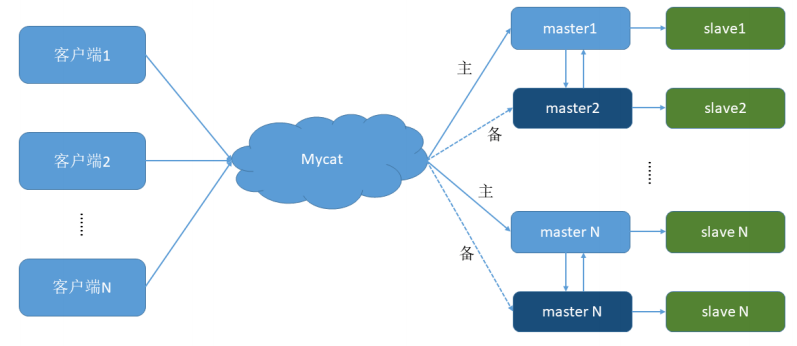 客户端1
客户端2
客户端N
Mycat
主
备
主
备
master1
slave1
master2
slave2
master N
slave N
master N
slave N